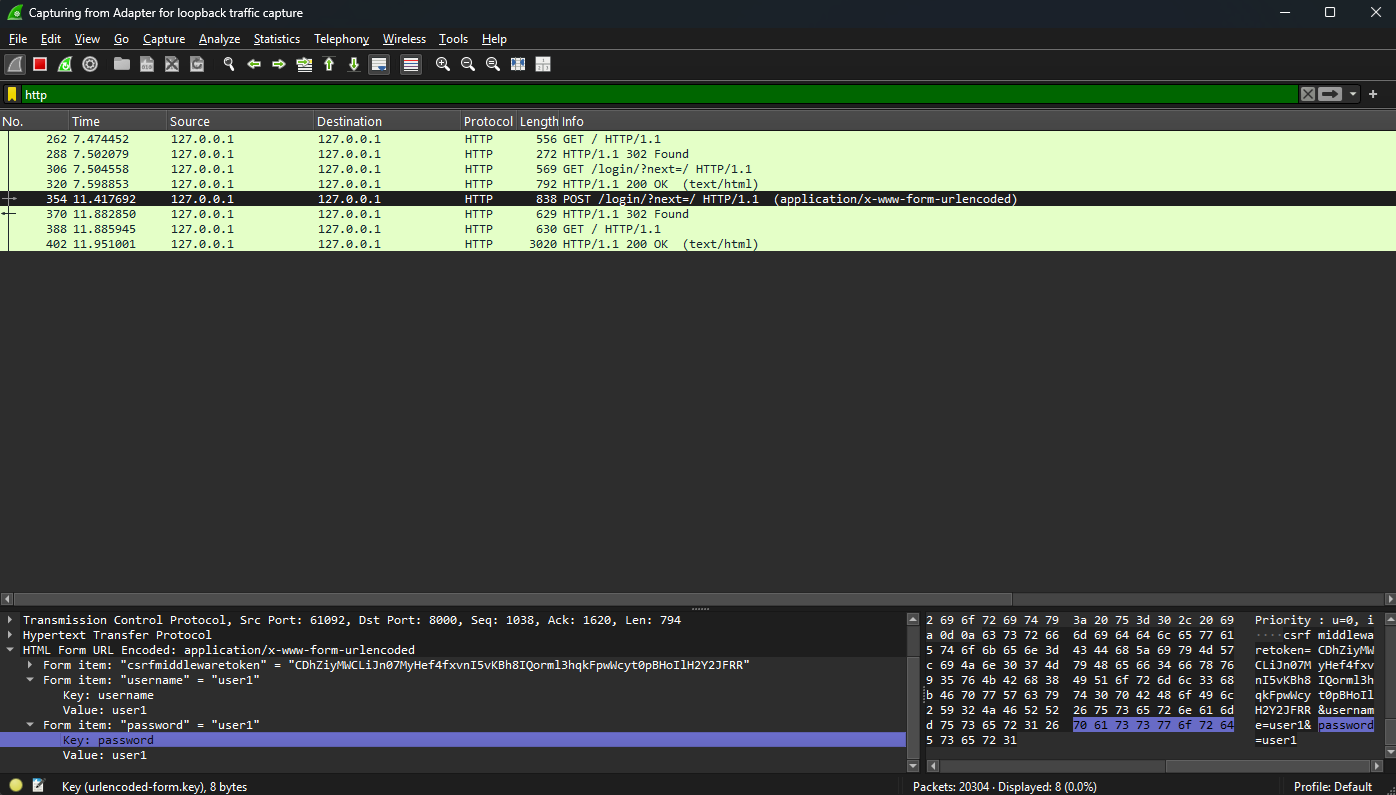 Capturing from Adapter for loopback traffic capture
File Edit View Go Capture Analyze Statistics Telephony Wireless Tools Help
http
No. Time Source Destination Protocol Length Info
262 7.474452 127.0.0.1 127.0.0.1 HTTP 556 GET / HTTP/1.1
288 7.502079 127.0.0.1 127.0.0.1 HTTP 272 HTTP/1.1 302 Found
306 7.504558 127.0.0.1 127.0.0.1 HTTP 569 GET /login/?next=/ HTTP/1.1
320 7.598853 127.0.0.1 127.0.0.1 HTTP 792 HTTP/1.1 200 OK (text/html)
354 11.417692 127.0.0.1 127.0.0.1 HTTP 838 POST /login/?next=/ HTTP/1.1 (application/x-www-form-urlencoded)
370 11.882850 127.0.0.1 127.0.0.1 HTTP 629 HTTP/1.1 302 Found
388 11.885945 127.0.0.1 127.0.0.1 HTTP 630 GET / HTTP/1.1
402 11.951001 127.0.0.1 127.0.0.1 HTTP 3020 HTTP/1.1 200 OK (text/html)
Transmission Control Protocol, Src Port: 61092, Dst Port: 8000, Seq: 1038, Ack: 1620, Len: 794
Hypertext Transfer Protocol
HTML Form URL Encoded: application/x-www-form-urlencoded
Form item: "csrfmiddlewaretoken" = "CDhZiyMWCLiJn07MyHef4fxvnI5vKBh8IQorml3hqkFpwWcyt0pBHoIlH2Y2JFRR"
Form item: "username" = "user1"
Key: username
Value: user1
Form item: "password" = "user1"
Key: password
Value: user1
2 69 6f 72 69 74 79 3a 20 75 3d 30 2c 20 69 Priority : u=0, i
a 0d 0a 63 73 72 66 6d 69 64 64 6c 65 77 61 ····csrf middlewa
5 74 6f 6b 65 6e 3d 43 44 68 5a 69 79 4d 57 retoken= CDhZiyMW
c 69 4a 6e 30 37 4d 79 48 65 66 34 66 78 76 CLiJn07M yHef4fxv
9 35 76 4b 42 68 38 49 51 6f 72 6d 6c 33 68 nI5vKBh8 IQorml3h
b 46 70 77 57 63 79 74 30 70 42 48 6f 49 6c qkFpwWcy t0pBHoIl
2 59 32 4a 46 52 52 26 75 73 65 72 6e 61 6d H2Y2JFRR &usernam
d 75 73 65 72 31 26 70 61 73 73 77 6f 72 64 e=user1& password
5 73 65 72 31 =user1
Key (urlencoded-form.key), 8 bytes
Packets: 20304 · Displayed: 8 (0.0%)
Profile: Default